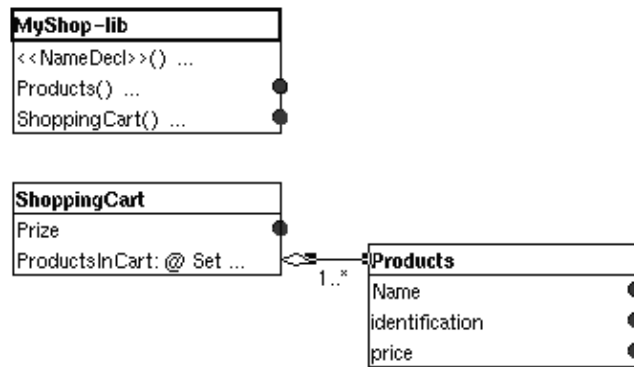 MyShop-lib
<<NameDecl>>() ...
Products() ...
ShoppingCart() ...
ShoppingCart
Prize
ProductsInCart: @ Set ...
1..*
Products
Name
identification
price